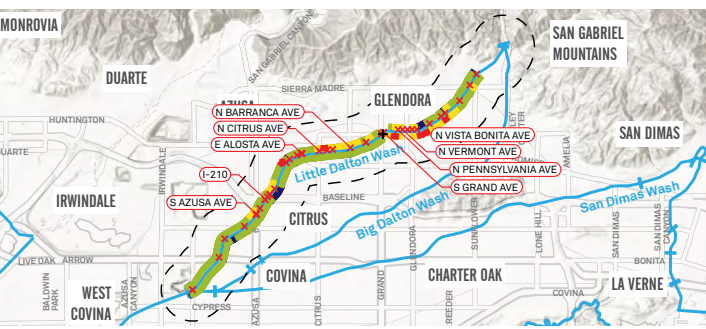 MONROVIA
SAN GABRIEL CANYON
SAN GABRIEL
MOUNTAINS
DUARTE
SIERRA MADRE
GLENDORA
AZUSA
N BARRANCA AVE
HUNTINGTON
N CITRUS AVE
N VISTA BONITA AVE
SAN DIMAS
E ALOSTA AVE
N VERMONT AVE
DUARTE
IRWINDALE
Little Dalton Wash
N PENNSYLVANIA AVE
AMELIA
I-210
S GRAND AVE
IRWINDALE
S AZUSA AVE
BASELINE
San Dimas Wash
CITRUS
Big Dalton Wash
SUNFLOWER
LONE HILL
SAN DIMAS
SAN DIMAS
CANYON
GLENDORA
LIVE OAK
ARROW
BONITA
COVINA
CHARTER OAK
GRAND
LA VERNE
BALDWIN
PARK
WEST
COVINA
AZUSA
CANYON
CYPRESS
COVINA
AZUSA
CITRUS
REEDER